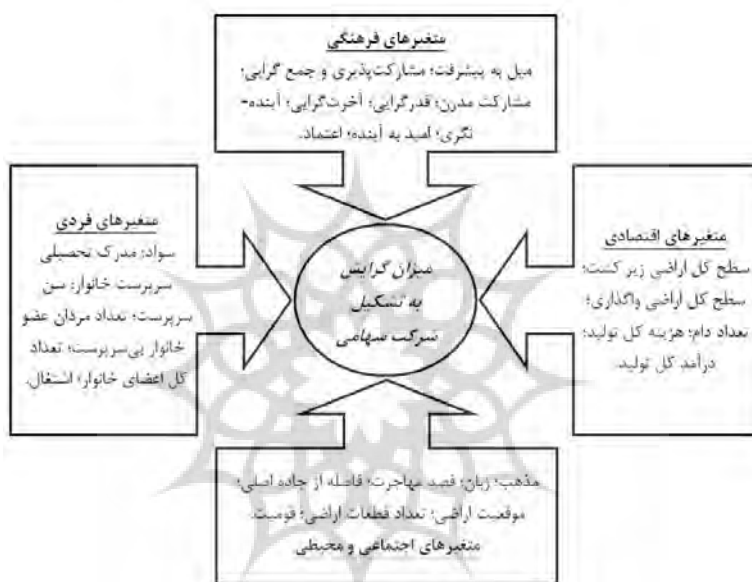 متغیرهای فرهنگی
میل به پیشرفت؛ مشارکت‌پذیری و جمع گرایی؛
مشارکت مدرن؛ قدرگرایی؛ آخرت‌گرایی؛ آینده-
نگری؛ امید به آینده؛ اعتماد.
متغیرهای اقتصادی
سطح کل اراضی زیر کشت؛
سطح کل اراضی واگذاری؛
تعداد دام؛ هزینه کل تولید؛
درآمد کل تولید.
میزان گرایش
به تشکیل
شرکت سهامی
متغیرهای فردی
سواد؛ مدرک تحصیلی
سرپرست خانوار؛ سن
سرپرست؛ تعداد مردان عضو
خانوار بی‌سرپرست؛ تعداد
کل اعضای خانوار؛ اشتغال.
مذهب؛ زبان؛ قصد مهاجرت؛ فاصله از جاده اصلی؛
موقعیت اراضی؛ تعداد قطعات اراضی؛ قومیت.
متغیرهای اجتماعی و محیطی.